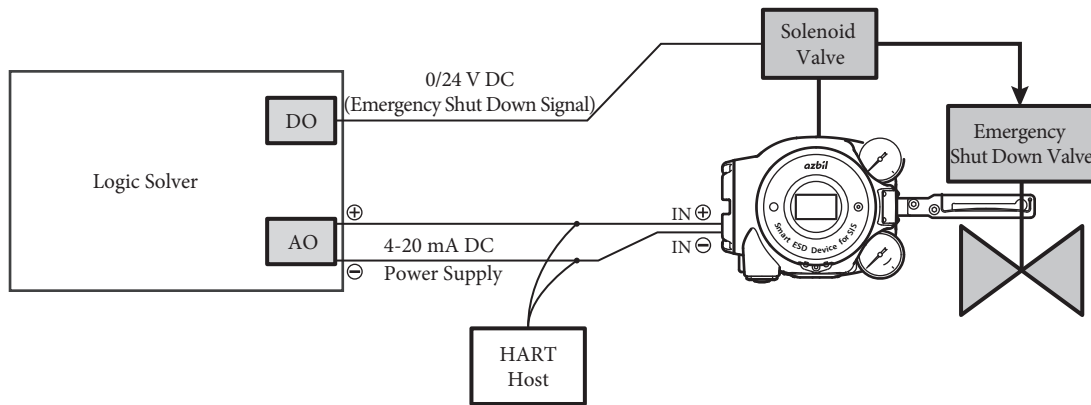 Solenoid
Valve
0/24 V DC
(Emergency Shut Down Signal)
DO
Emergency
Shut Down Valve
azbil
Logic Solver
Smart ESD Device for SIS
⊕
IN ⊕
AO
4-20 mA DC
IN ⊖
⊖
Power Supply
HART
Host